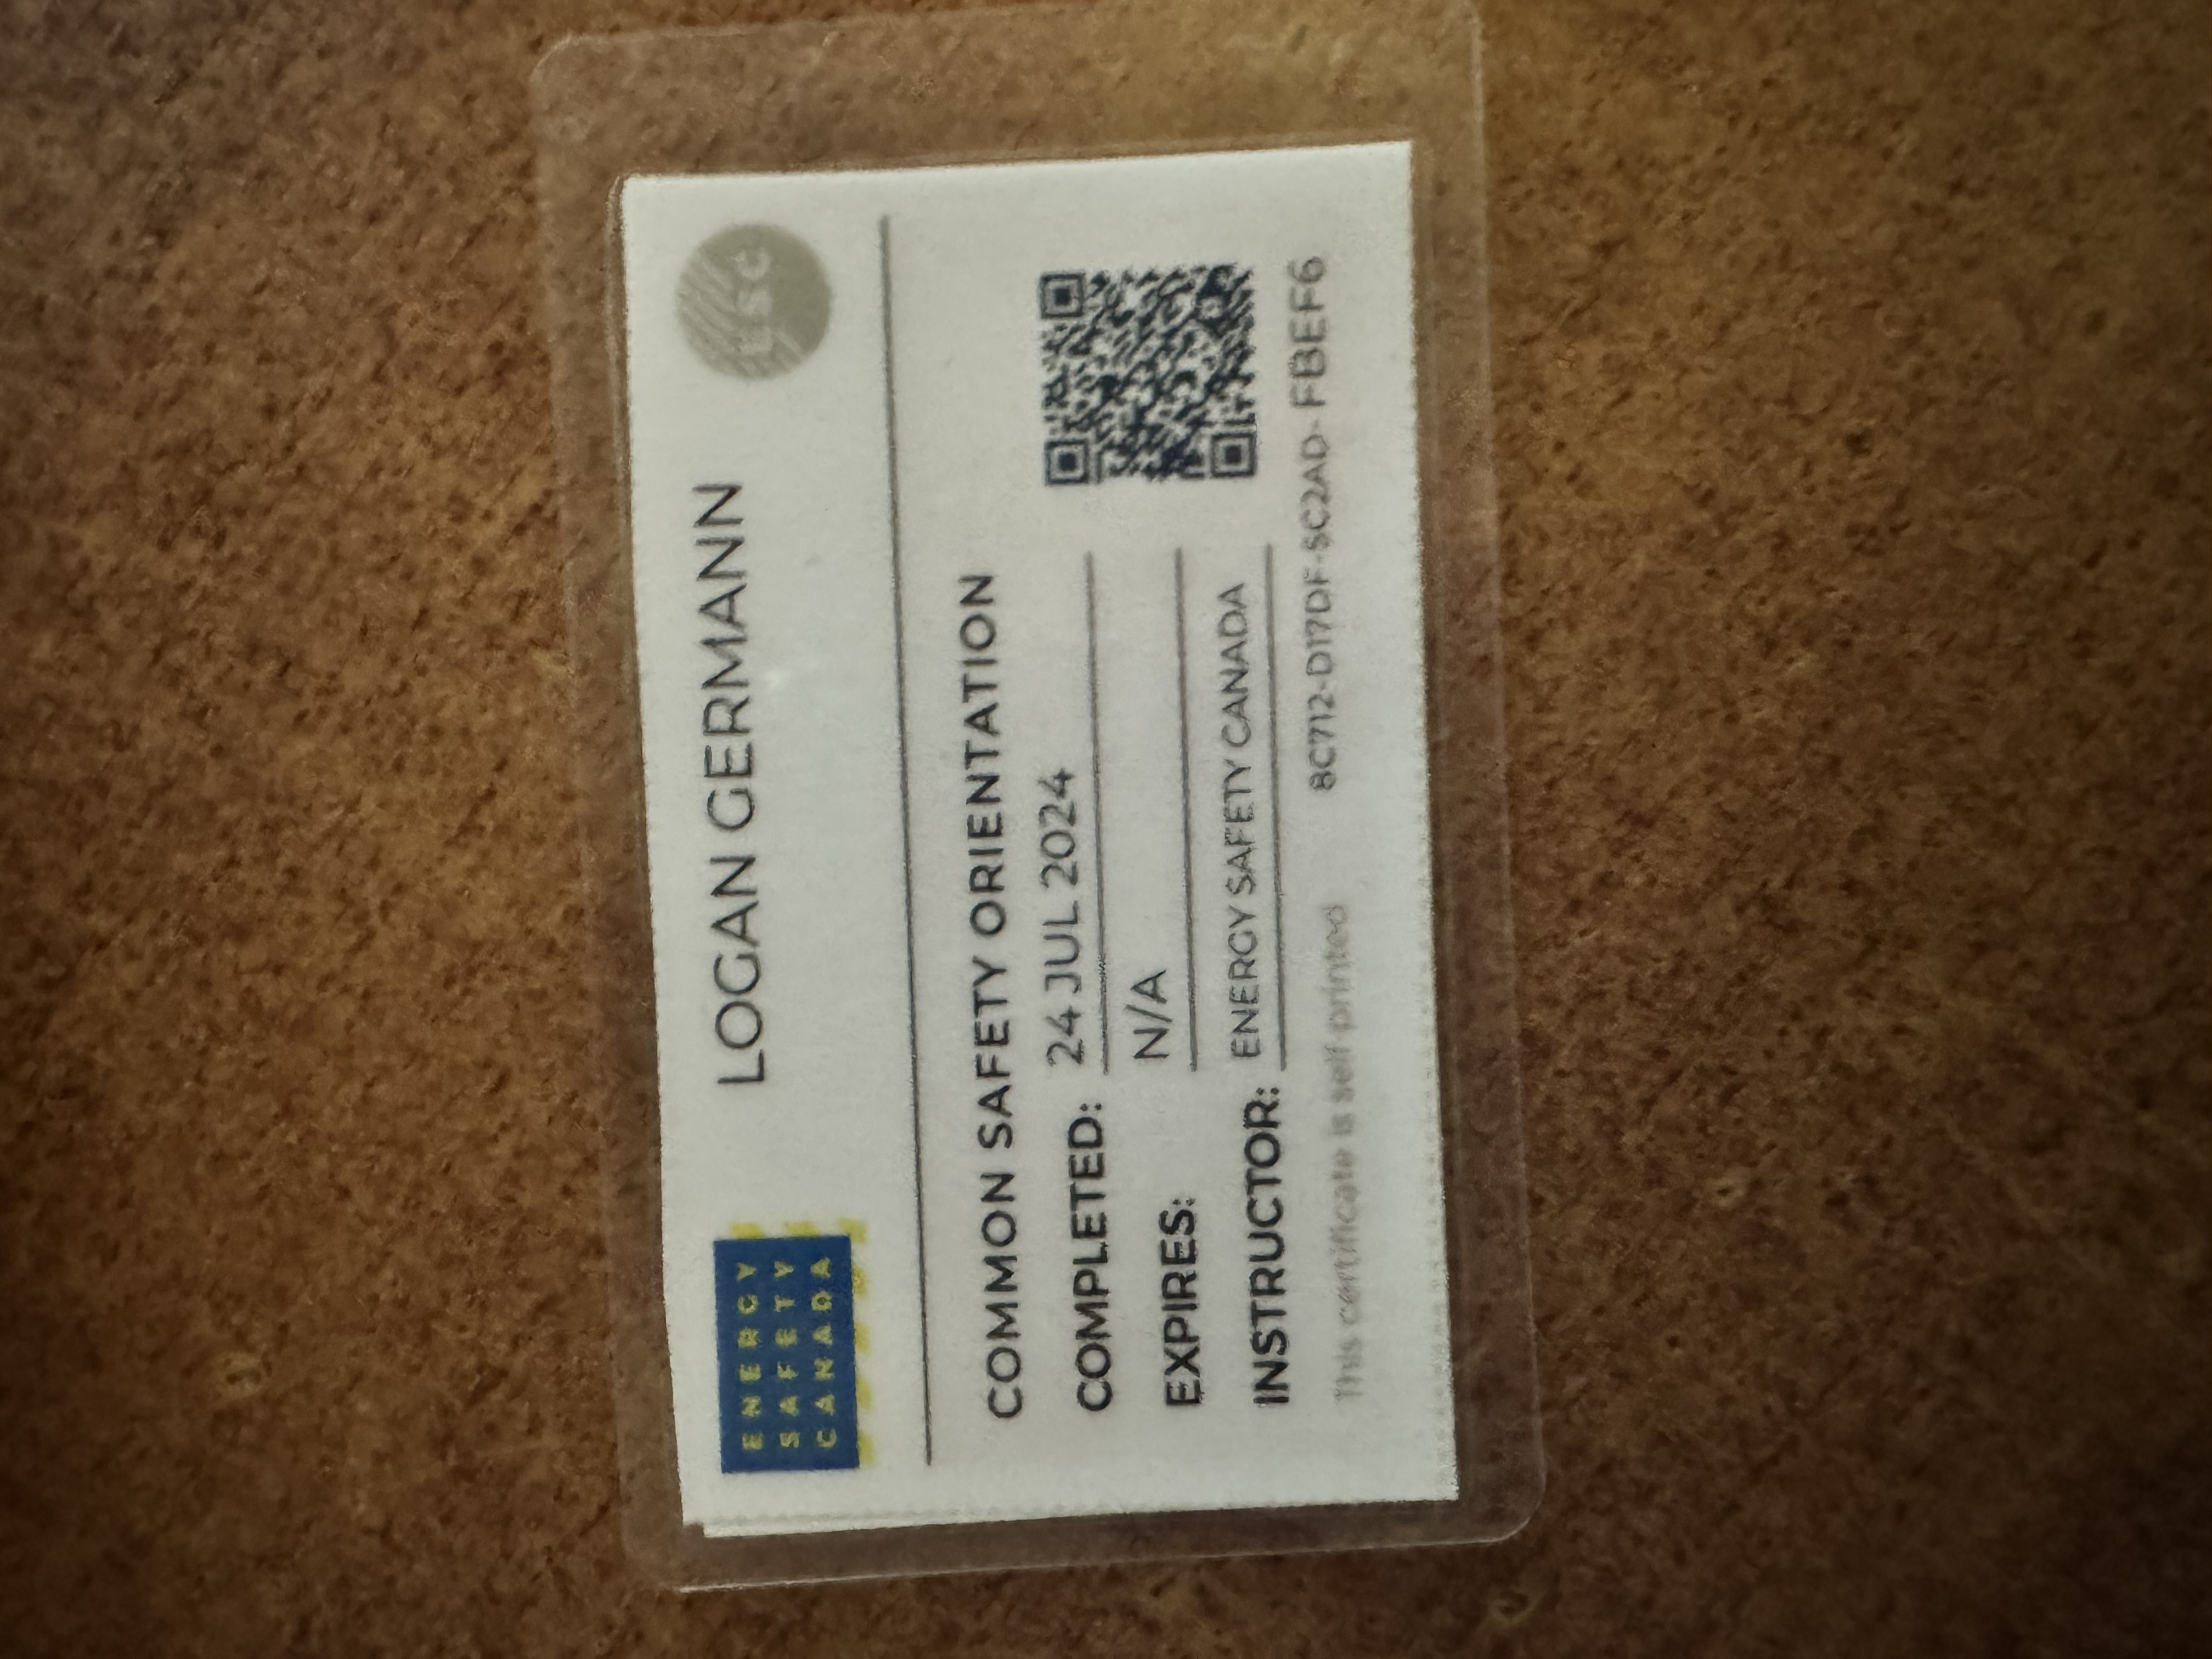 ENERGY
SAFETY
CANADA
LOGAN GERMANN
ESC
COMMON SAFETY ORIENTATION
COMPLETED: 24 JUL 2024
EXPIRES: N/A
INSTRUCTOR: ENERGY SAFETY CANADA
This certificate is self printed 8C712-D17DF-5C2AD-FBEF6